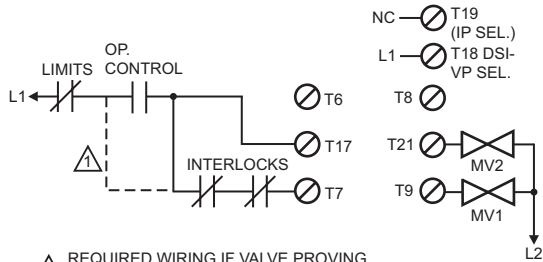 NC T19
(IP SEL.)
OP.
CONTROL
L1 T18 DSI-
VP SEL.
LIMITS
L1
T6
T8
T17
T21
MV2
1
INTERLOCKS
T7
T9
MV1
L2
1 REQUIRED WIRING IF VALVE PROVING